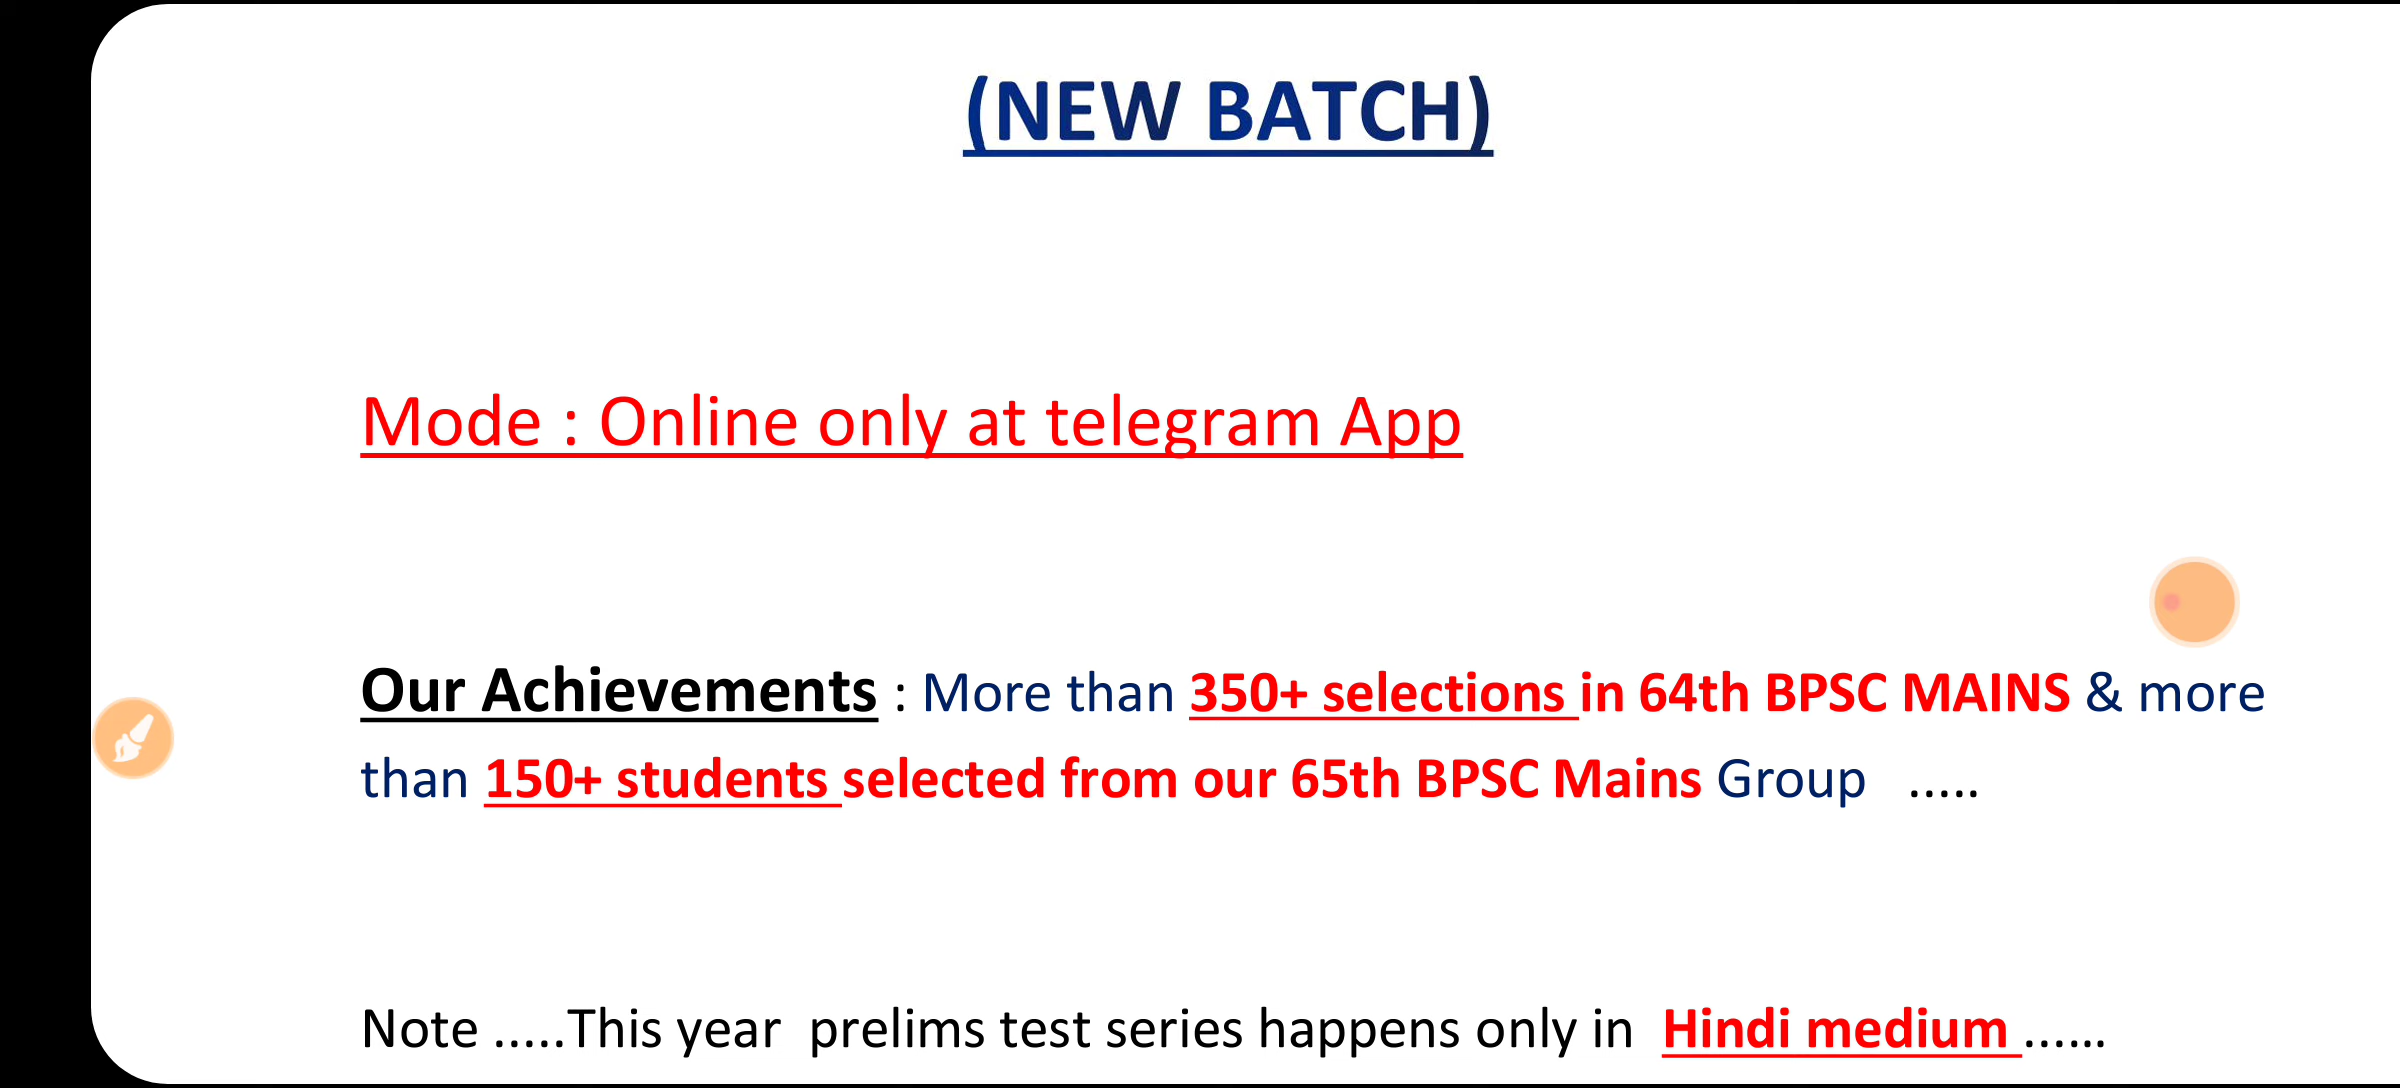 (NEW BATCH)
Mode : Online only at telegram App
Our Achievements : More than 350+ selections in 64th BPSC MAINS & more
than 150+ students selected from our 65th BPSC Mains Group .....
Note .....This year prelims test series happens only in Hindi medium ......